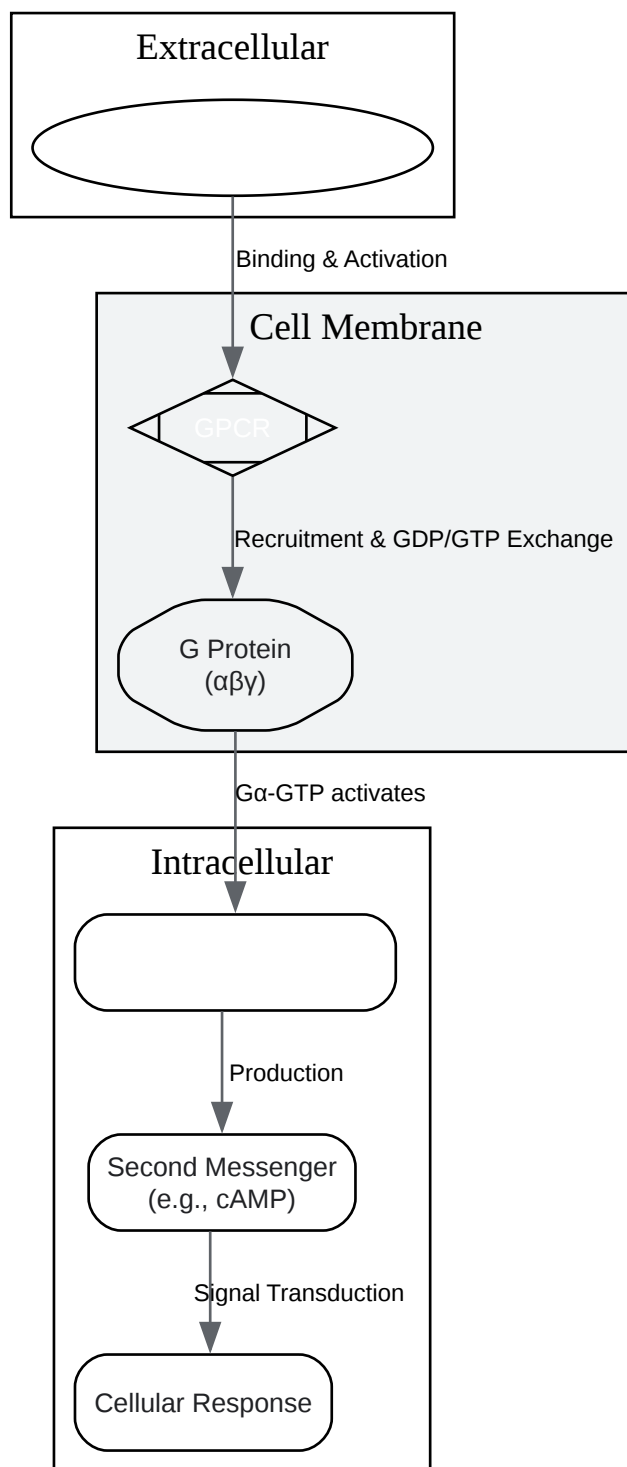 Extracellular
Binding & Activation
Cell Membrane
GPCR
Recruitment & GDP/GTP Exchange
G Protein
(αβγ)
Gα-GTP activates
Intracellular
Production
Second Messenger
(e.g., cAMP)
Signal Transduction
Cellular Response